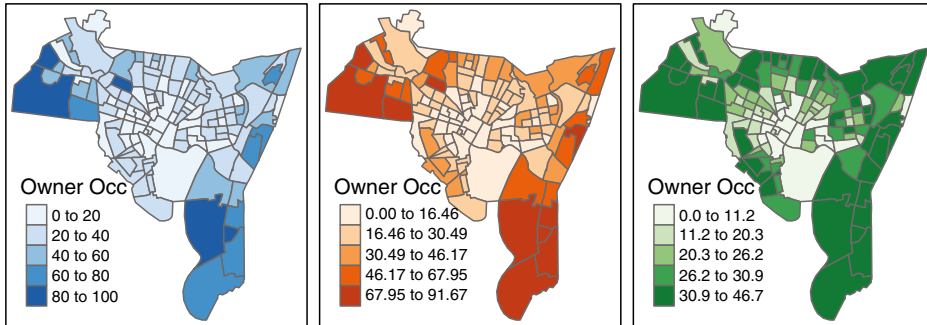 Owner Occ
0 to 20
20 to 40
40 to 60
60 to 80
80 to 100
Owner Occ
0.00 to 16.46
16.46 to 30.49
30.49 to 46.17
46.17 to 67.95
67.95 to 91.67
Owner Occ
0.0 to 11.2
11.2 to 20.3
20.3 to 26.2
26.2 to 30.9
30.9 to 46.7